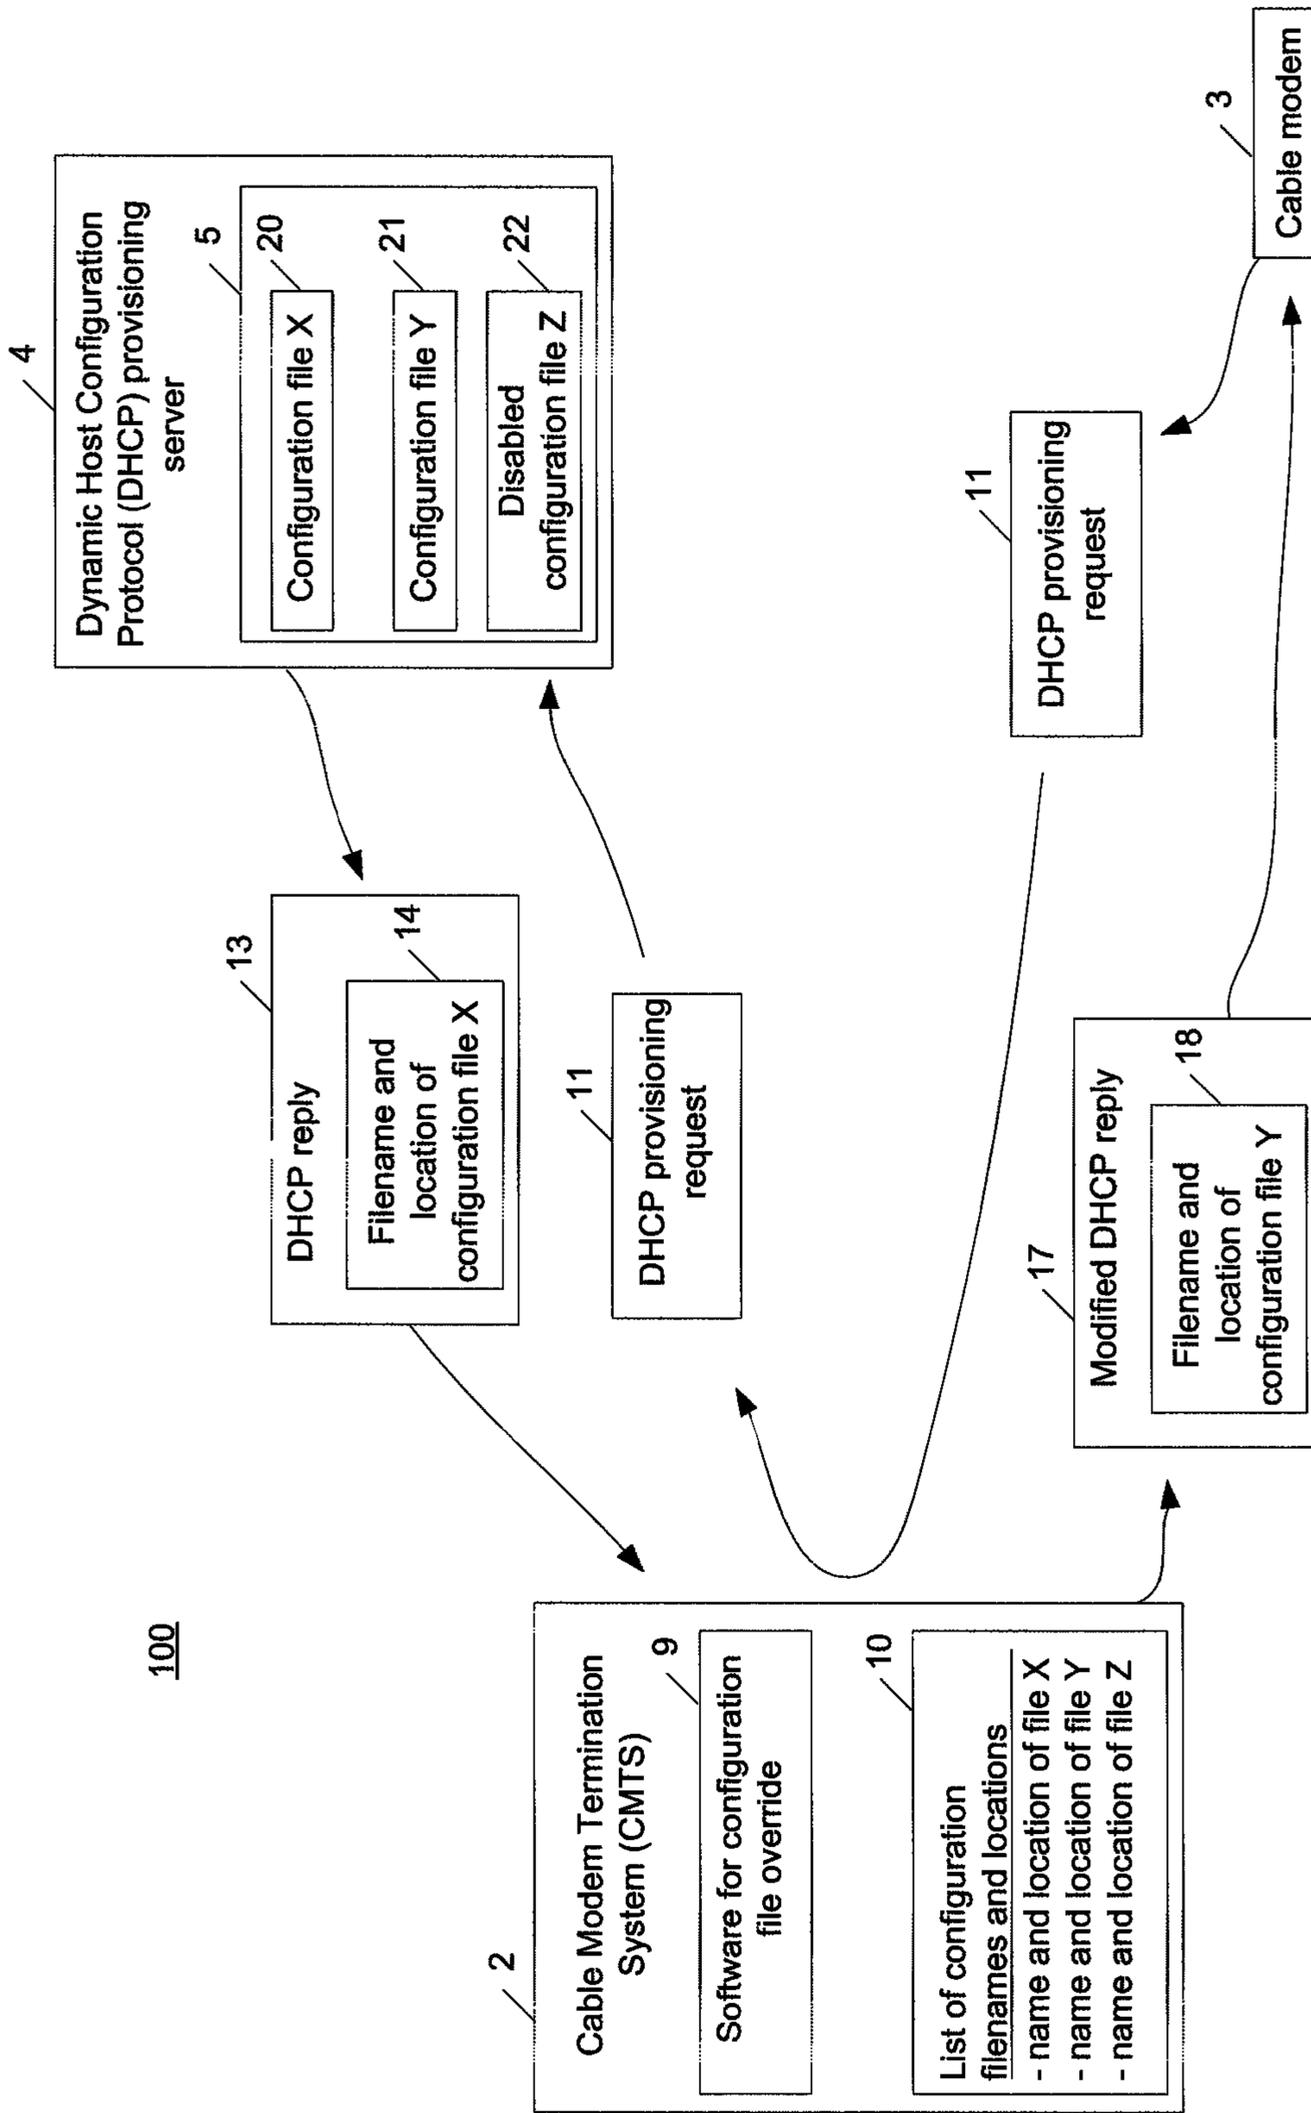 100
4
Dynamic Host Configuration
Protocol (DHCP) provisioning
server
5
20
Configuration file X
21
Configuration file Y
22
Disabled
configuration file Z
13
DHCP reply
14
Filename and
location of
configuration file X
11
DHCP provisioning
request
2
Cable Modem Termination
System (CMTS)
9
Software for configuration
file override
10
List of configuration
filenames and locations
- name and location of file X
- name and location of file Y
- name and location of file Z
11
DHCP provisioning
request
17
Modified DHCP reply
18
Filename and
location of
configuration file Y
3
Cable modem